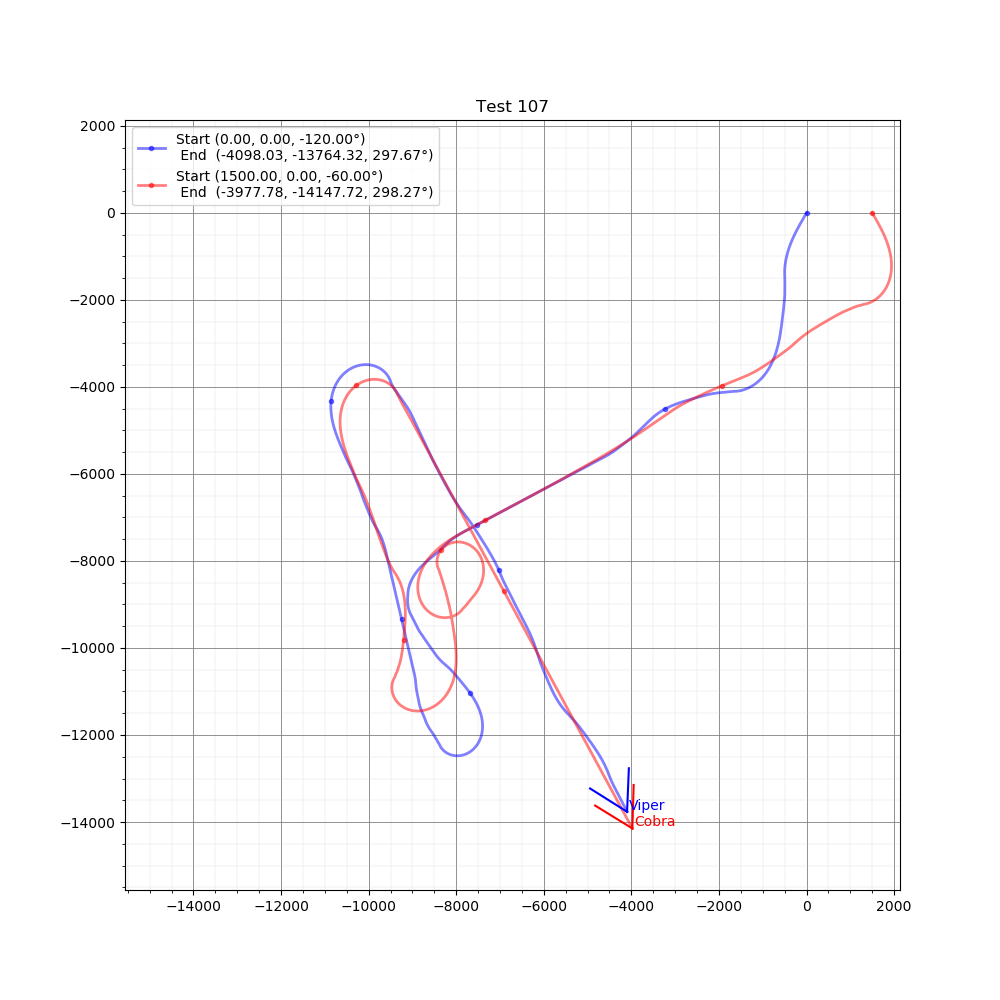 Test 107
Start (0.00, 0.00, -120.00°)
End (-4098.03, -13764.32, 297.67°)
Start (1500.00, 0.00, -60.00°)
End (-3977.78, -14147.72, 298.27°)
2000
0
−2000
−4000
−6000
−8000
−10000
−12000
−14000
Viper
Cobra
−14000 −12000 −10000 −8000 −6000 −4000 −2000 0 2000